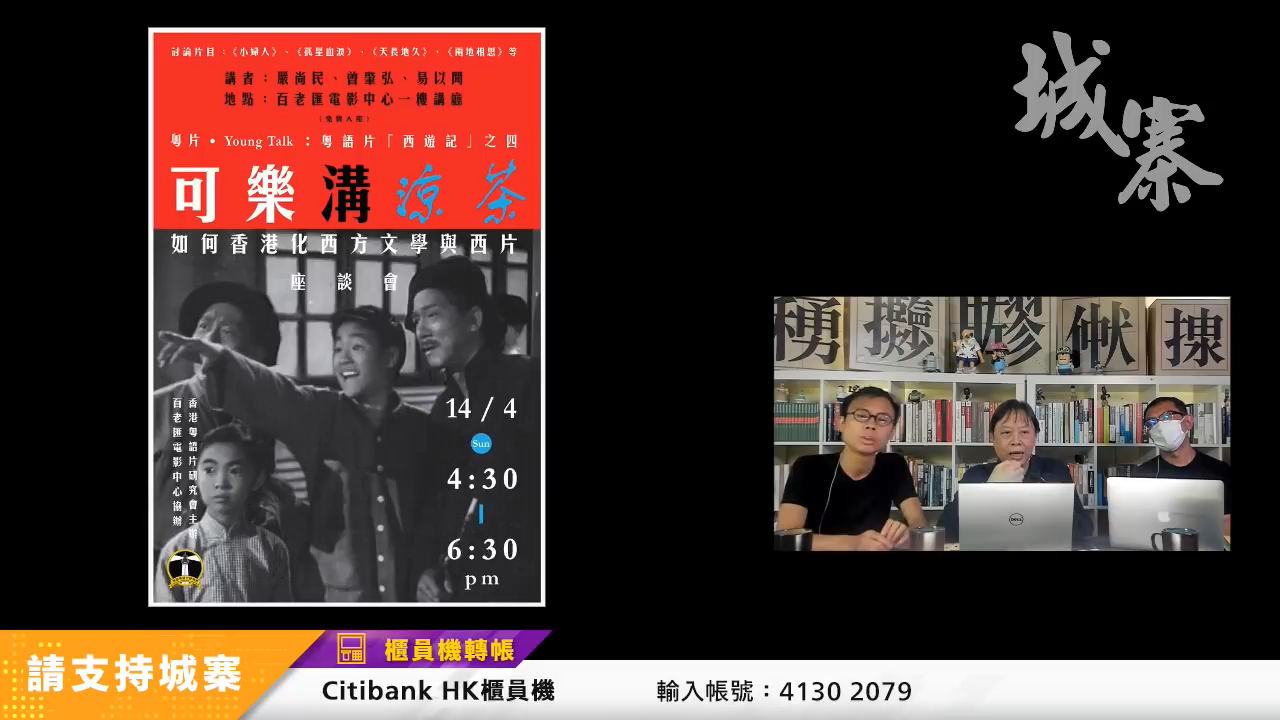 討論片目：《小婦人》、《孤星血淚》、《天長地久》、《兩地相思》等
講者：嚴尚民、曾肇弘、易以聞
地點：百老匯電影中心一樓講廳
（免費入座）
粵片・Young Talk：粵語片「西遊記」之四
可樂溝涼茶
如何香港化西方文學與西片
座談會
14/4
Sun
4:30
6:30
pm
香港粵語片研究會主辦
百老匯電影中心協辦
城寨
DELL
請支持城寨
櫃員機轉帳
Citibank HK櫃員機
輸入帳號：4130 2079